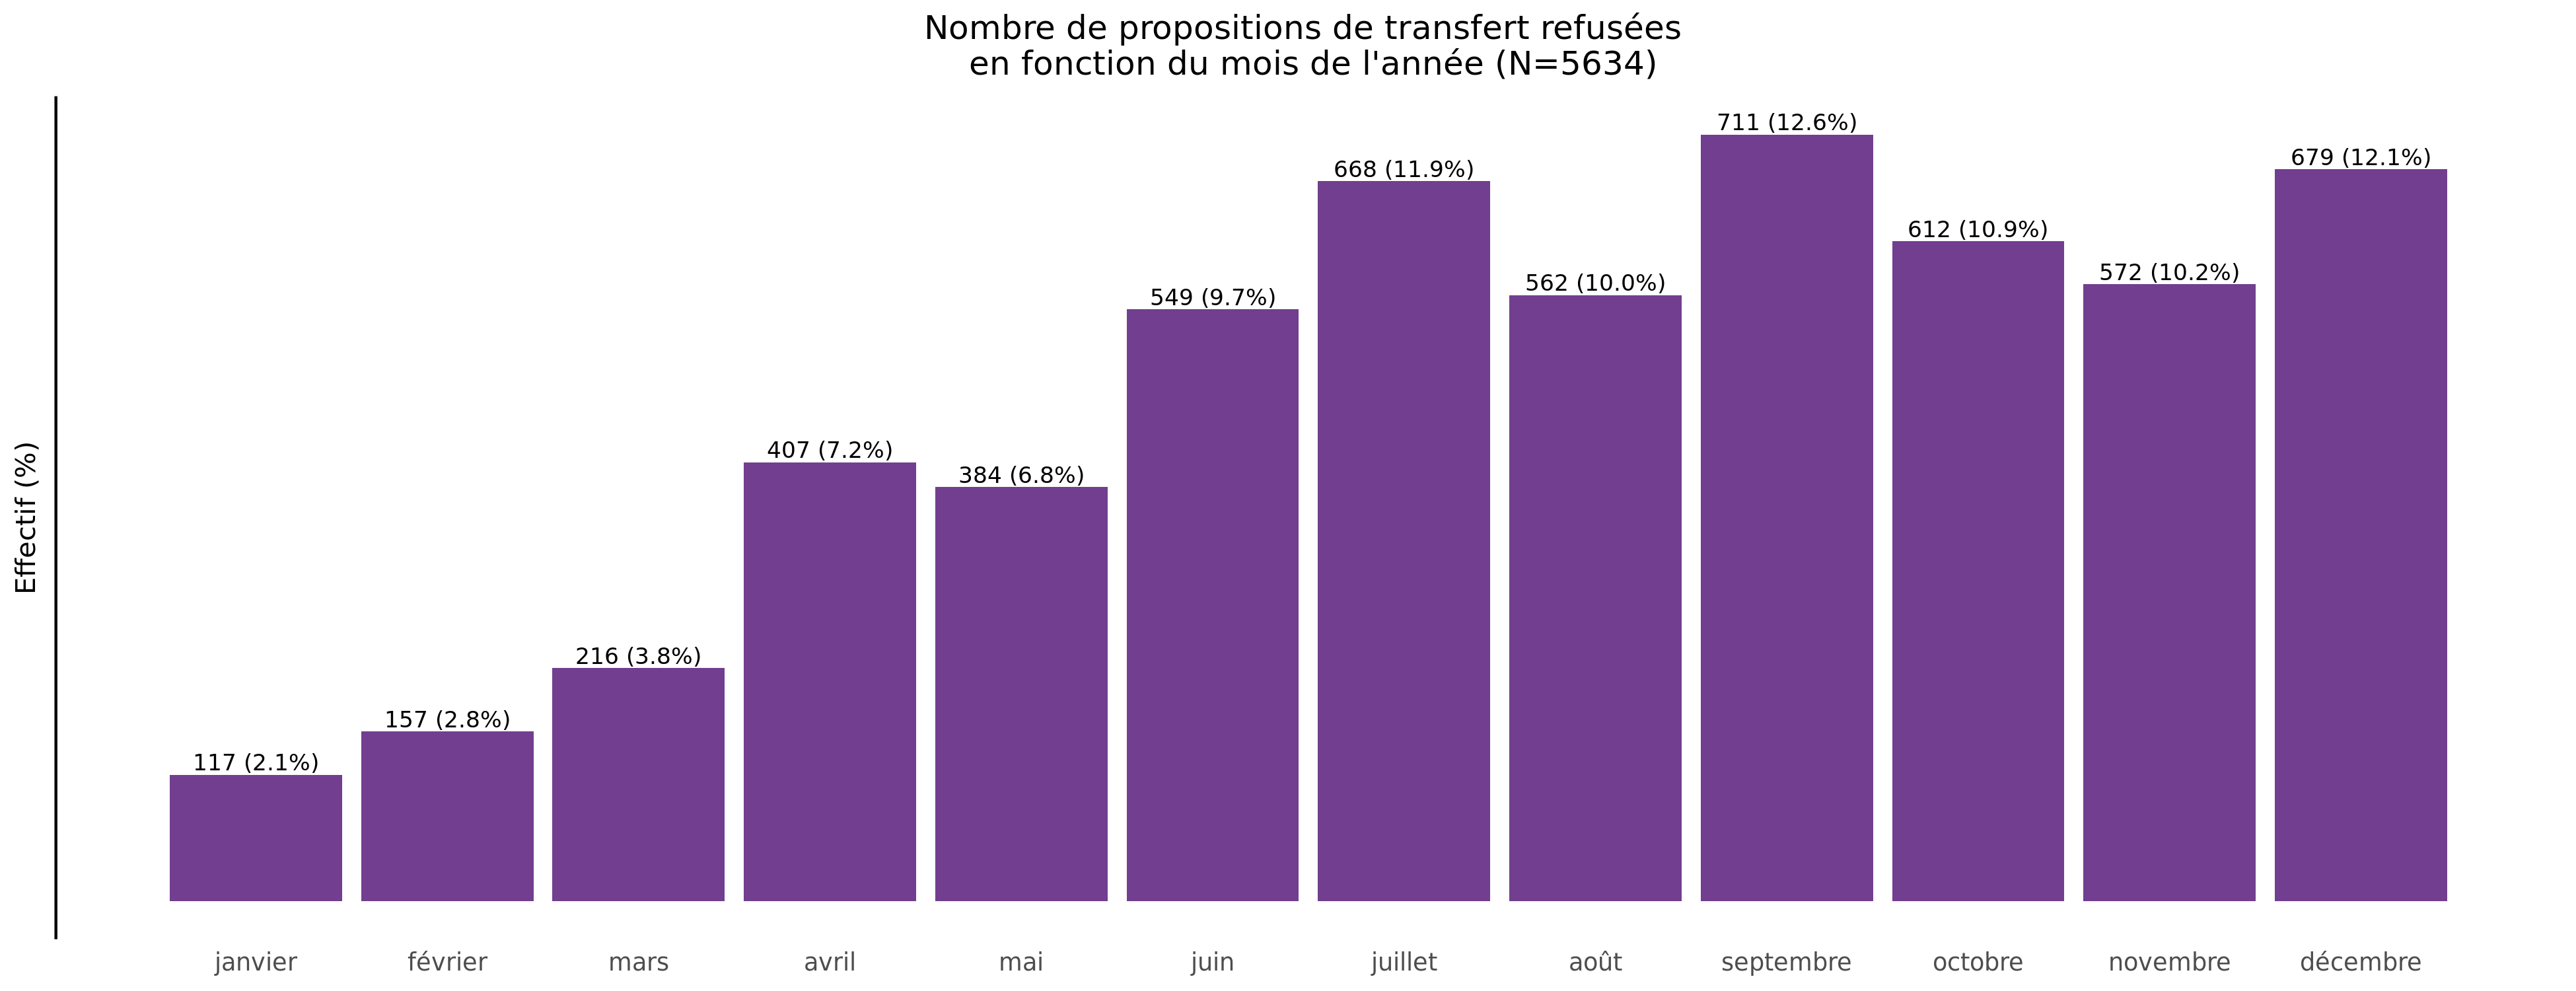 Nombre de propositions de transfert refusées
en fonction du mois de l'année (N=5634)
Effectif (%)
117 (2.1%)
157 (2.8%)
216 (3.8%)
407 (7.2%)
384 (6.8%)
549 (9.7%)
668 (11.9%)
562 (10.0%)
711 (12.6%)
612 (10.9%)
572 (10.2%)
679 (12.1%)
janvier
février
mars
avril
mai
juin
juillet
août
septembre
octobre
novembre
décembre